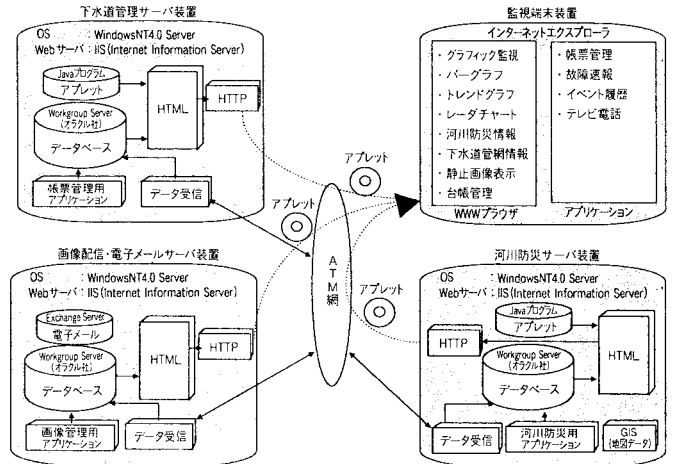 下水道管理サーバ装置
OS : WindowsNT4.0 Server
Webサーバ : IIS(Internet Information Server)
Javaプログラム
アプレット
Workgroup Server
(オラクル社)
データベース
HTML
HTTP
帳票管理用
アプリケーション
データ受信
監視端末装置
インターネットエクスプローラ
・グラフィック監視
・バーグラフ
・トレンドグラフ
・レーダチャート
・河川防災情報
・下水道管網情報
・静止画像表示
・台帳管理
WWWブラウザ
・帳票管理
・故障速報
・イベント履歴
・テレビ電話
アプリケーション
アプレット
アプレット
アプレット
ATM網
画像配信・電子メールサーバ装置
OS : WindowsNT4.0 Server
Webサーバ : IIS(Internet Information Server)
Exchange Server
電子メール
Workgroup Server
(オラクル社)
データベース
HTML
HTTP
画像管理用
アプリケーション
データ受信
河川防災サーバ装置
OS : WindowsNT4.0 Server
Webサーバ : IIS(Internet Information Server)
Javaプログラム
アプレット
HTTP
Workgroup Server
(オラクル社)
データベース
HTML
データ受信
河川防災用
アプリケーション
GIS
(地図データ)